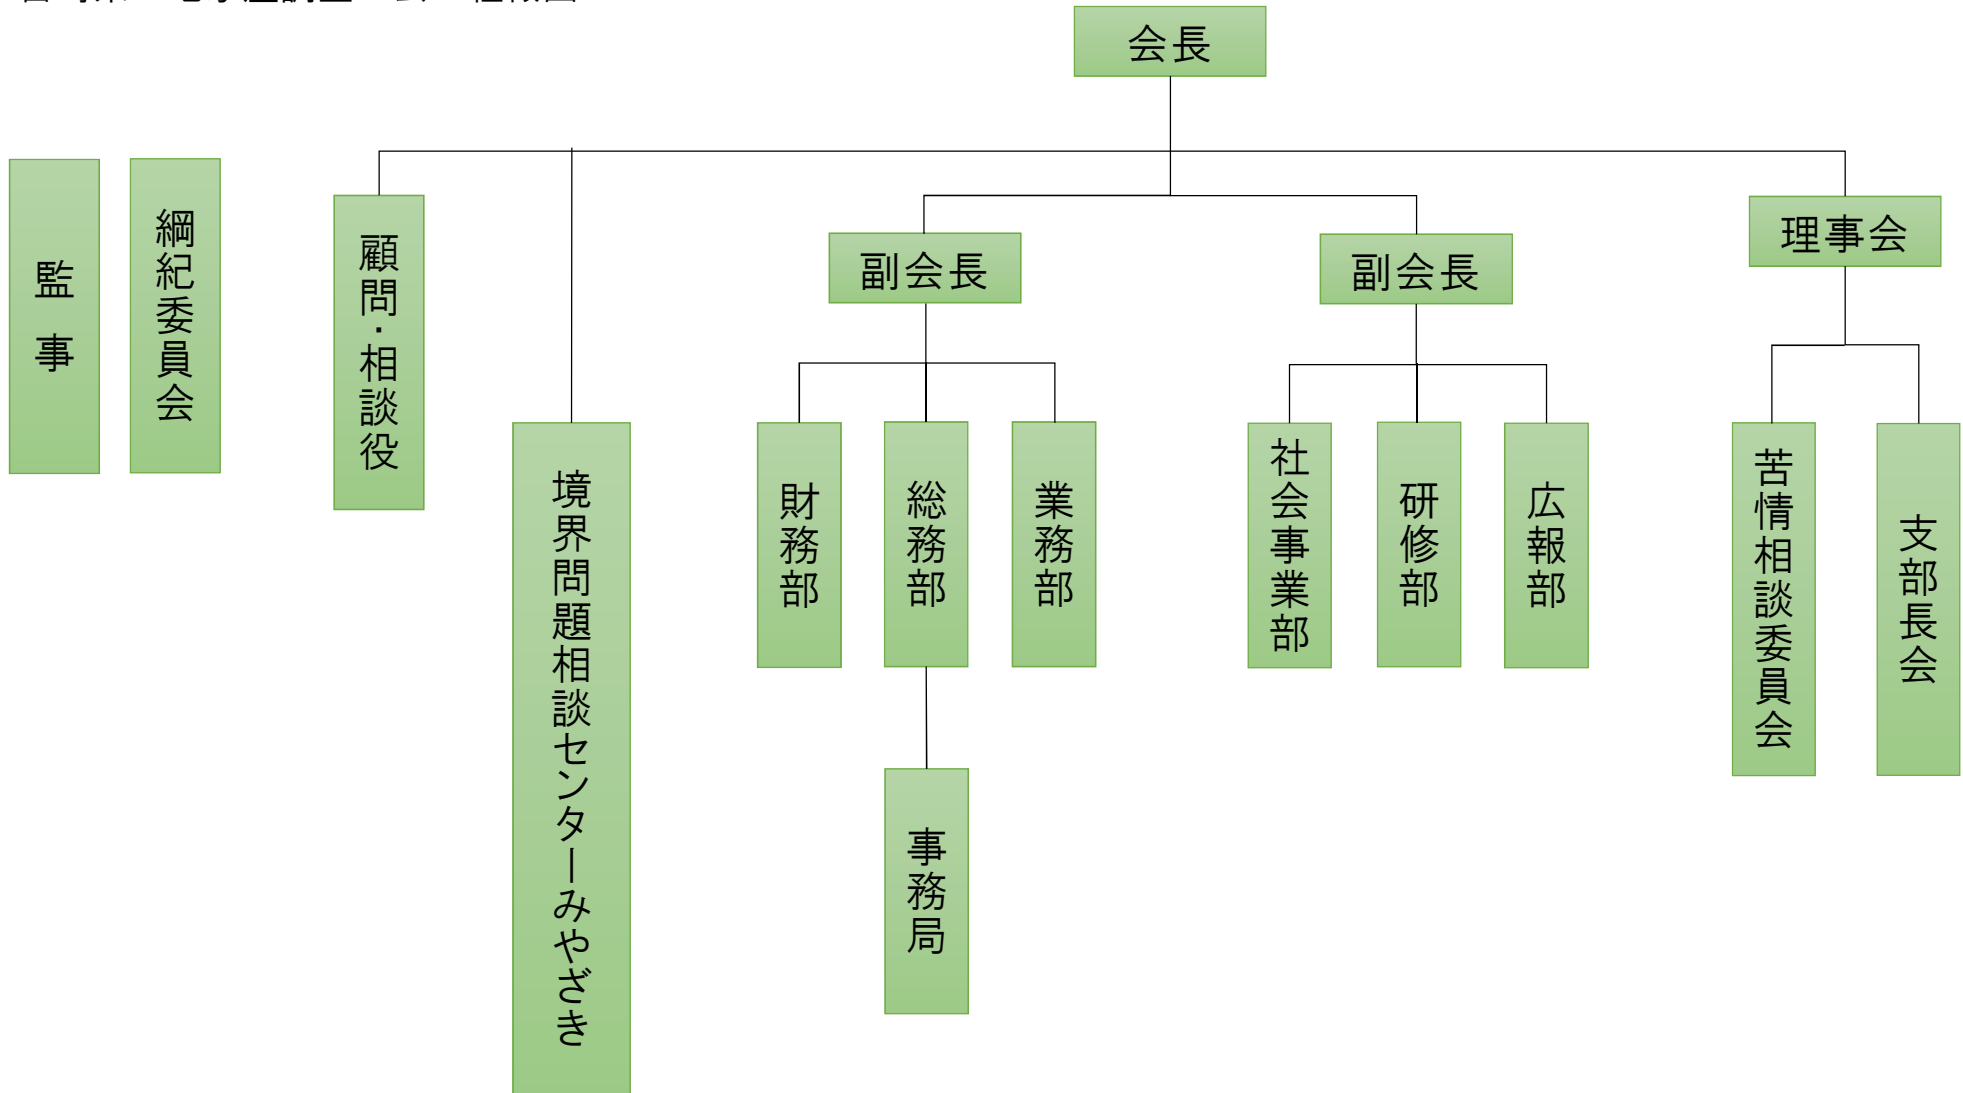 会長
監事
綱紀委員会
顧問・相談役
境界問題相談センターみやざき
副会長
副会長
理事会
財務部
総務部
業務部
社会事業部
研修部
広報部
苦情相談委員会
支部長会
事務局